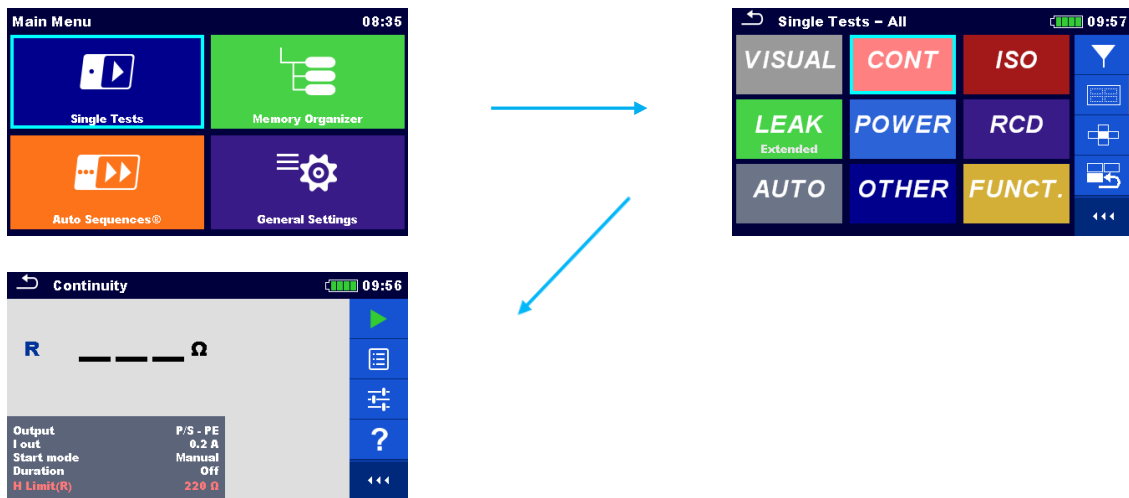 Main Menu 08:35
Single Tests Memory Organizer
Auto Sequences® General Settings
Single Tests – All 09:57
VISUAL CONT ISO
LEAK POWER RCD
Extended
AUTO OTHER FUNCT.
Continuity 09:56
R ___ Ω
?
Output P/S - PE
I out 0.2 A
Start mode Manual
Duration Off
H Limit(R) 220 Ω